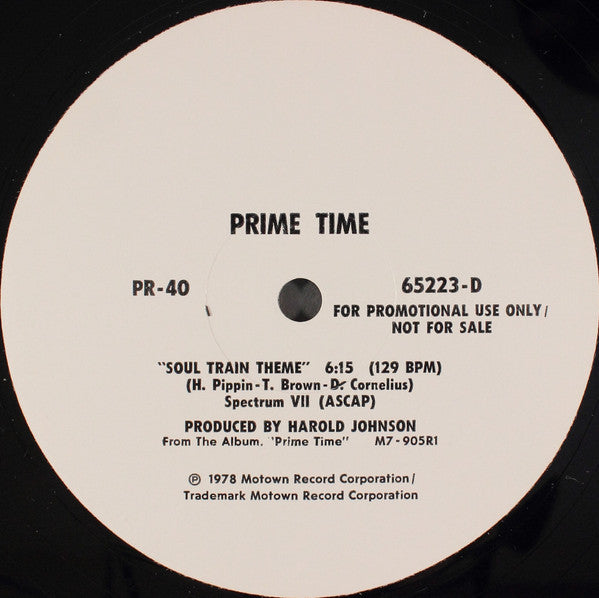 PRIME TIME
PR-40
65223-D
FOR PROMOTIONAL USE ONLY/
NOT FOR SALE
"SOUL TRAIN THEME" 6:15 (129 BPM)
(H. Pippin-T. Brown-D. Cornelius)
Spectrum VII (ASCAP)
PRODUCED BY HAROLD JOHNSON
From The Album. "Prime Time" M7-905R1
℗ 1978 Motown Record Corporation/
Trademark Motown Record Corporation